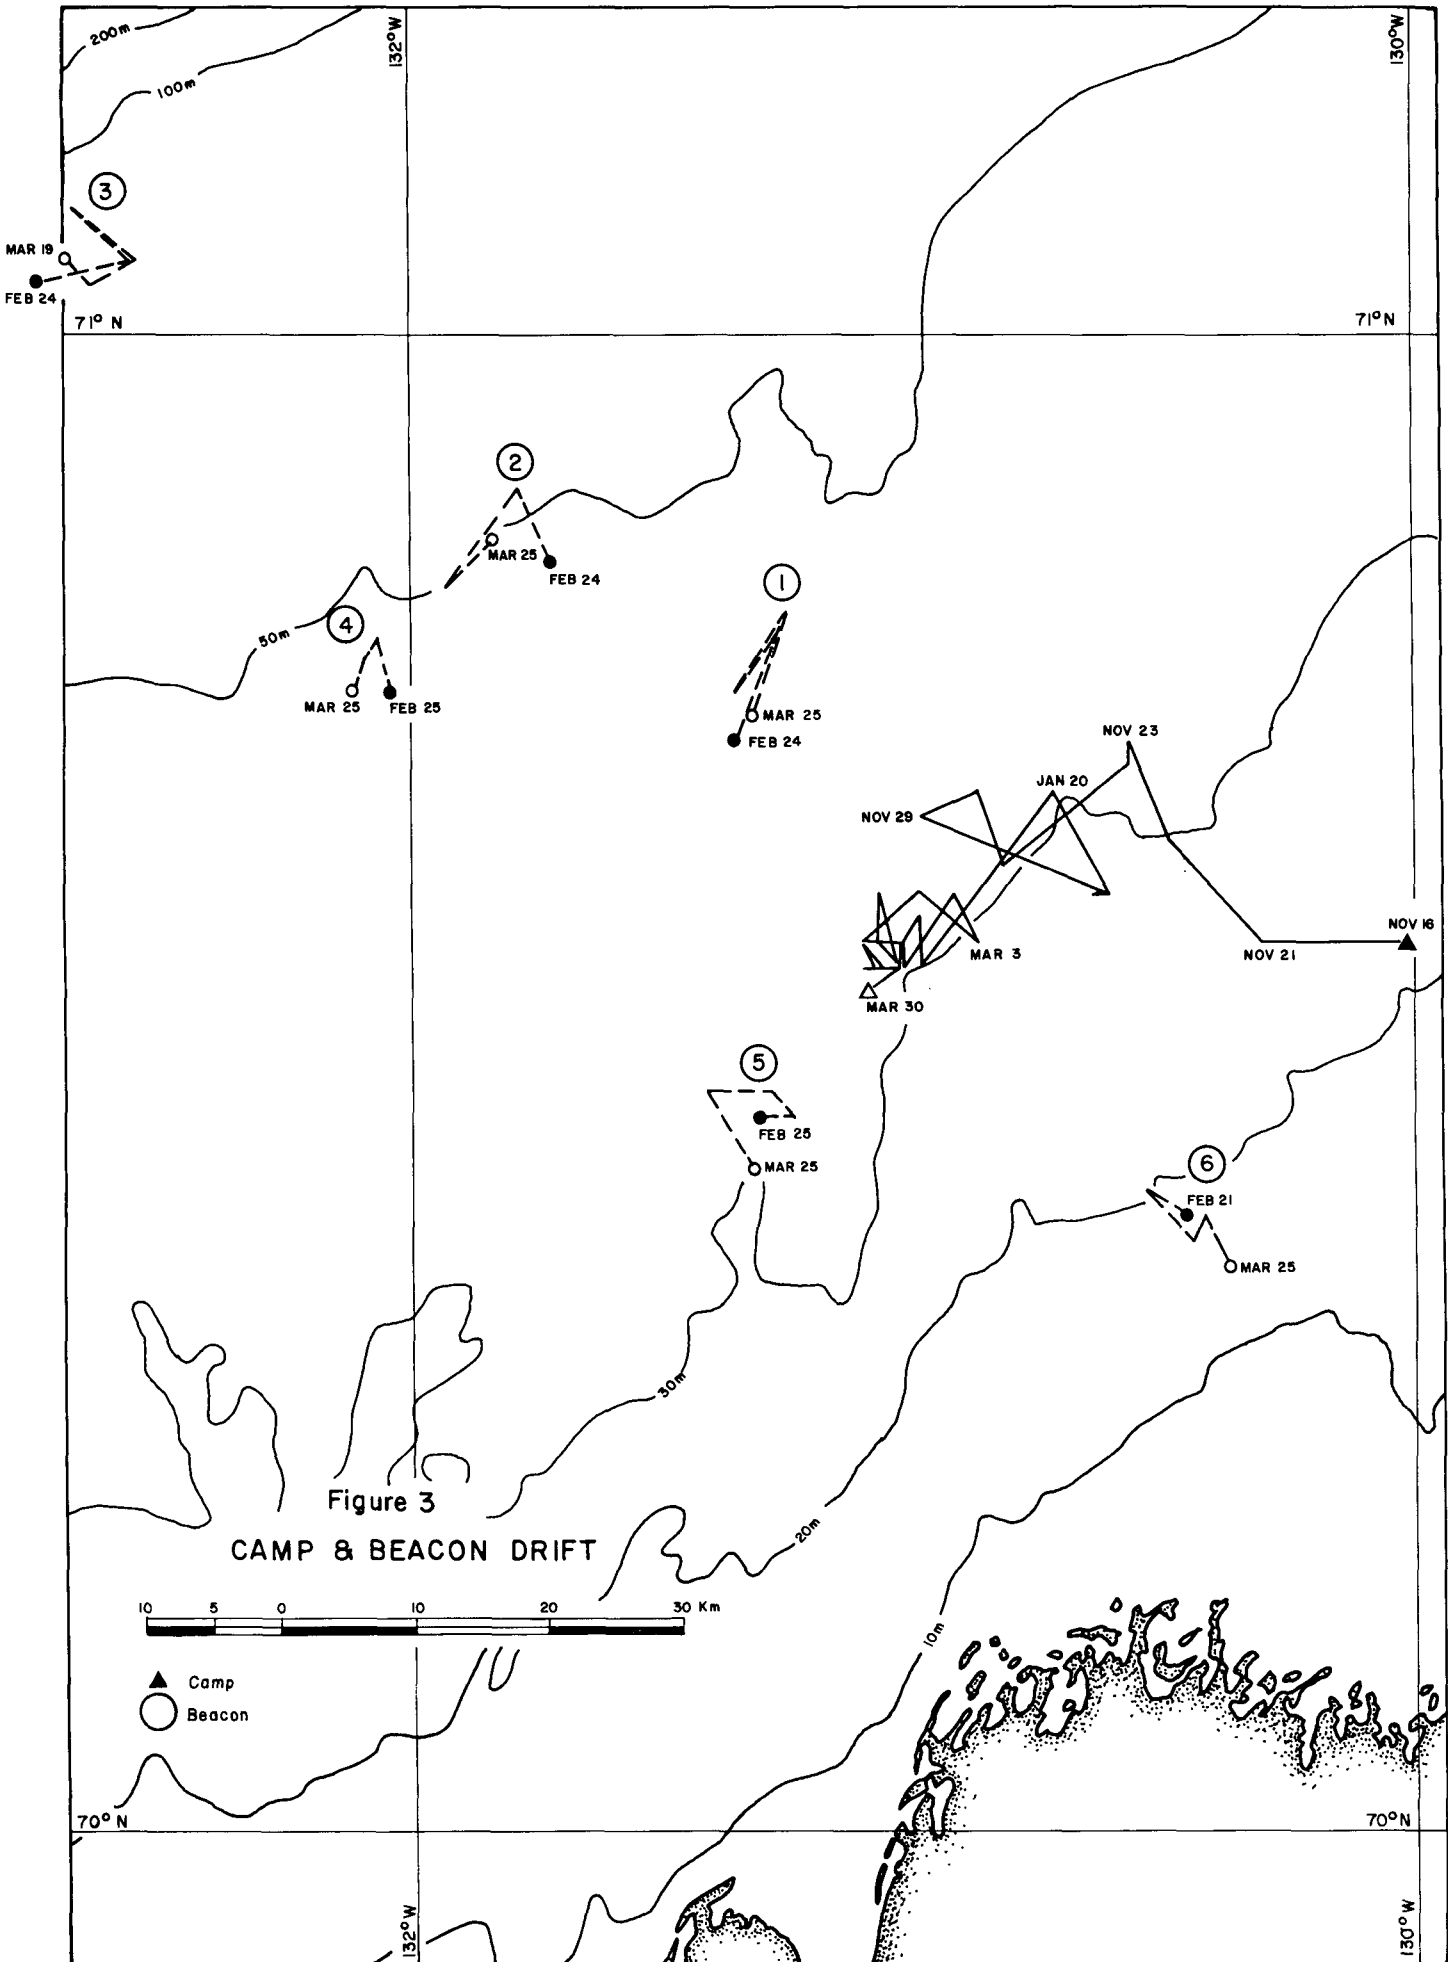 200m
132°W
130°W
100m
3
MAR 19
FEB 24
71° N
71° N
2
MAR 25
FEB 24
1
4
50m
MAR 25
FEB 25
MAR 25
FEB 24
NOV 23
JAN 20
NOV 29
NOV 16
MAR 3
NOV 21
MAR 30
5
FEB 25
MAR 25
6
FEB 21
MAR 25
30m
Figure 3
20m
CAMP & BEACON DRIFT
10 5 0 10 20 30 Km
10m
Camp
Beacon
70° N
70° N
132° W
130° W